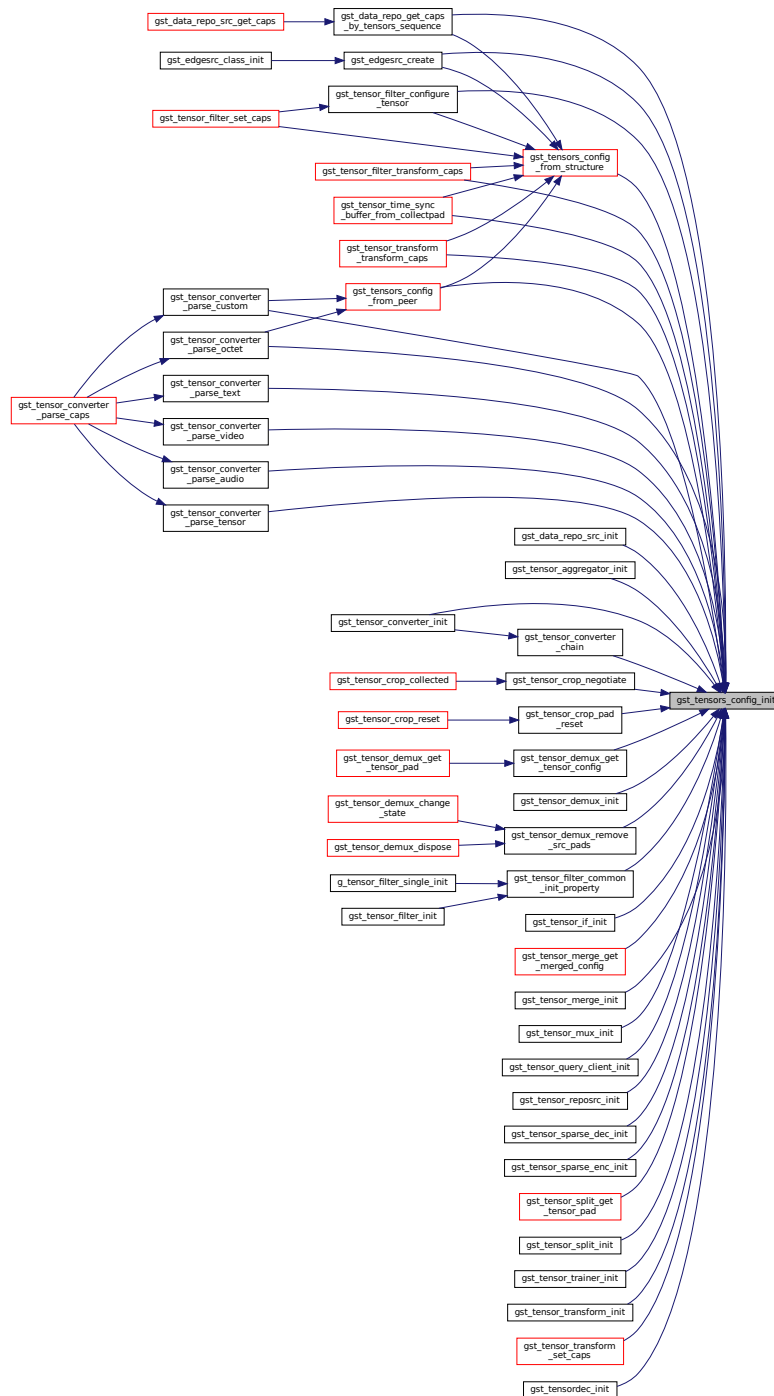 gst_data_repo_src_get_caps
gst_data_repo_get_caps
_by_tensors_sequence
gst_edgesrc_class_init
gst_edgesrc_create
gst_tensor_filter_configure
_tensor
gst_tensor_filter_set_caps
gst_tensors_config
_from_structure
gst_tensor_filter_transform_caps
gst_tensor_time_sync
_buffer_from_collectpad
gst_tensor_transform
_transform_caps
gst_tensors_config
_from_peer
gst_tensor_converter
_parse_custom
gst_tensor_converter
_parse_octet
gst_tensor_converter
_parse_text
gst_tensor_converter
_parse_caps
gst_tensor_converter
_parse_video
gst_tensor_converter
_parse_audio
gst_tensor_converter
_parse_tensor
gst_data_repo_src_init
gst_tensor_aggregator_init
gst_tensor_converter_init
gst_tensor_converter
_chain
gst_tensor_crop_collected
gst_tensor_crop_negotiate
gst_tensors_config_init
gst_tensor_crop_reset
gst_tensor_crop_pad
_reset
gst_tensor_demux_get
_tensor_pad
gst_tensor_demux_get
_tensor_config
gst_tensor_demux_init
gst_tensor_demux_change
_state
gst_tensor_demux_remove
_src_pads
gst_tensor_demux_dispose
g_tensor_filter_single_init
gst_tensor_filter_common
_init_property
gst_tensor_filter_init
gst_tensor_if_init
gst_tensor_merge_get
_merged_config
gst_tensor_merge_init
gst_tensor_mux_init
gst_tensor_query_client_init
gst_tensor_reposrc_init
gst_tensor_sparse_dec_init
gst_tensor_sparse_enc_init
gst_tensor_split_get
_tensor_pad
gst_tensor_split_init
gst_tensor_trainer_init
gst_tensor_transform_init
gst_tensor_transform
_set_caps
gst_tensordec_init